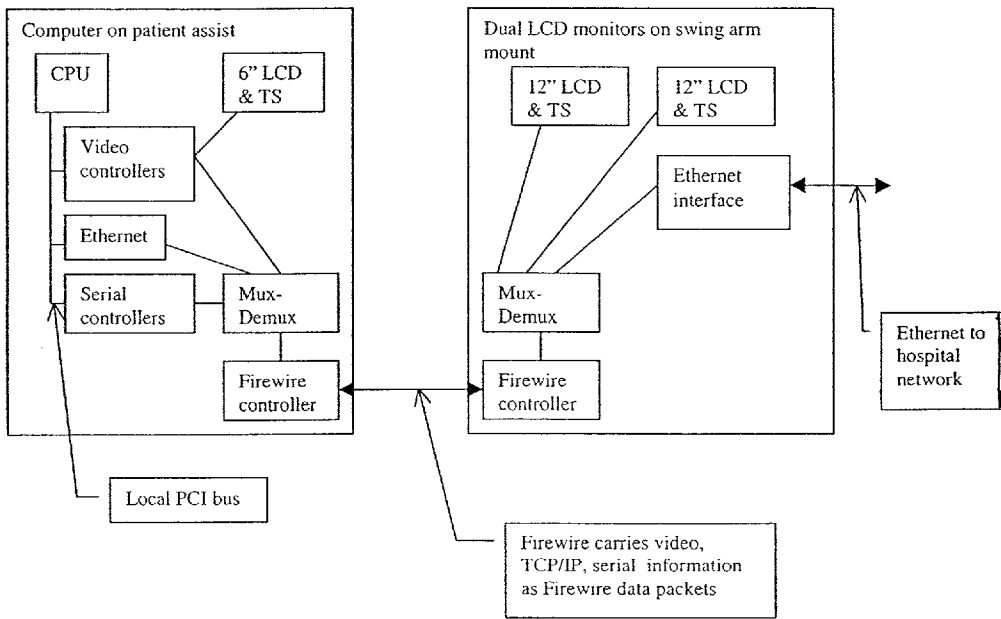 Computer on patient assist
CPU
6” LCD
& TS
Video
controllers
Ethernet
Serial
controllers
Mux-
Demux
Firewire
controller
Local PCI bus
Dual LCD monitors on swing arm
mount
12” LCD
& TS
12” LCD
& TS
Ethernet
interface
Mux-
Demux
Firewire
controller
Ethernet to
hospital
network
Firewire carries video,
TCP/IP, serial information
as Firewire data packets